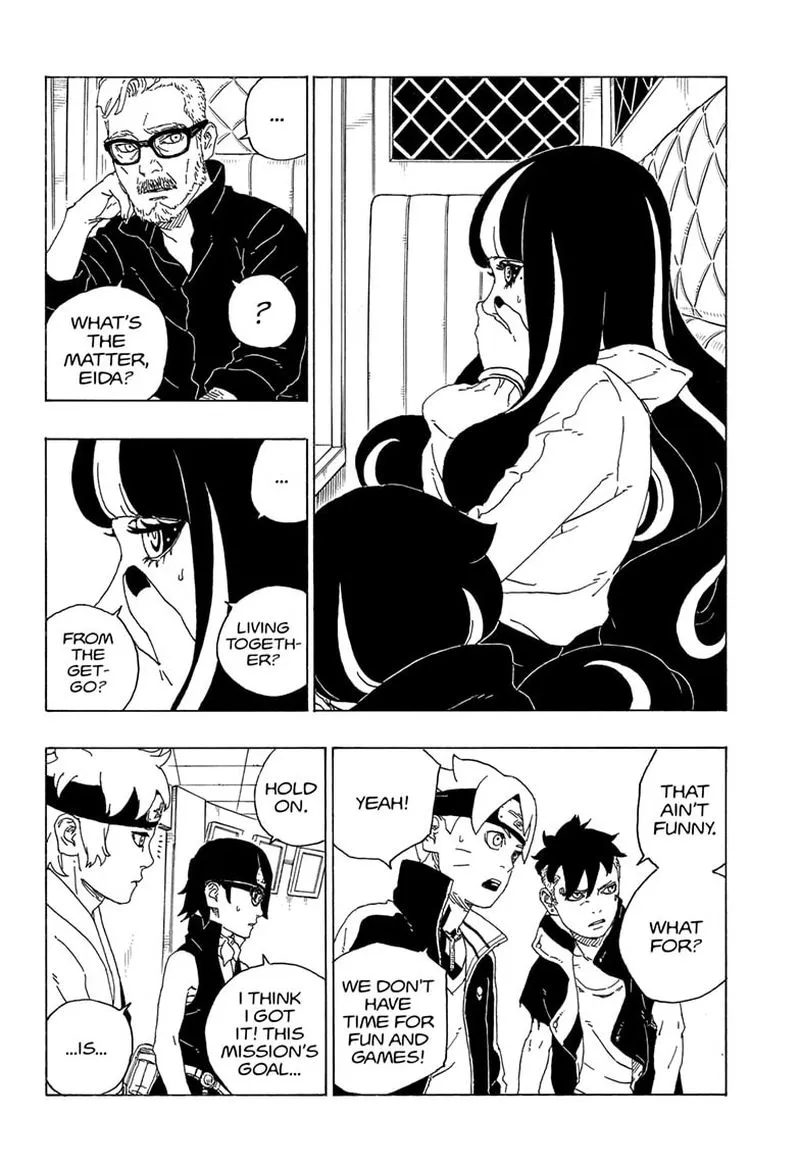 ...
?
WHAT'S
THE
MATTER,
EIDA?
...
LIVING
TOGETH-
ER?
FROM
THE
GET-
GO?
THAT
AIN'T
FUNNY.
WHAT
FOR?
YEAH!
WE DON'T
HAVE
TIME FOR
FUN AND
GAMES!
HOLD
ON.
I THINK
I GOT
IT! THIS
MISSION'S
GOAL...
...IS...